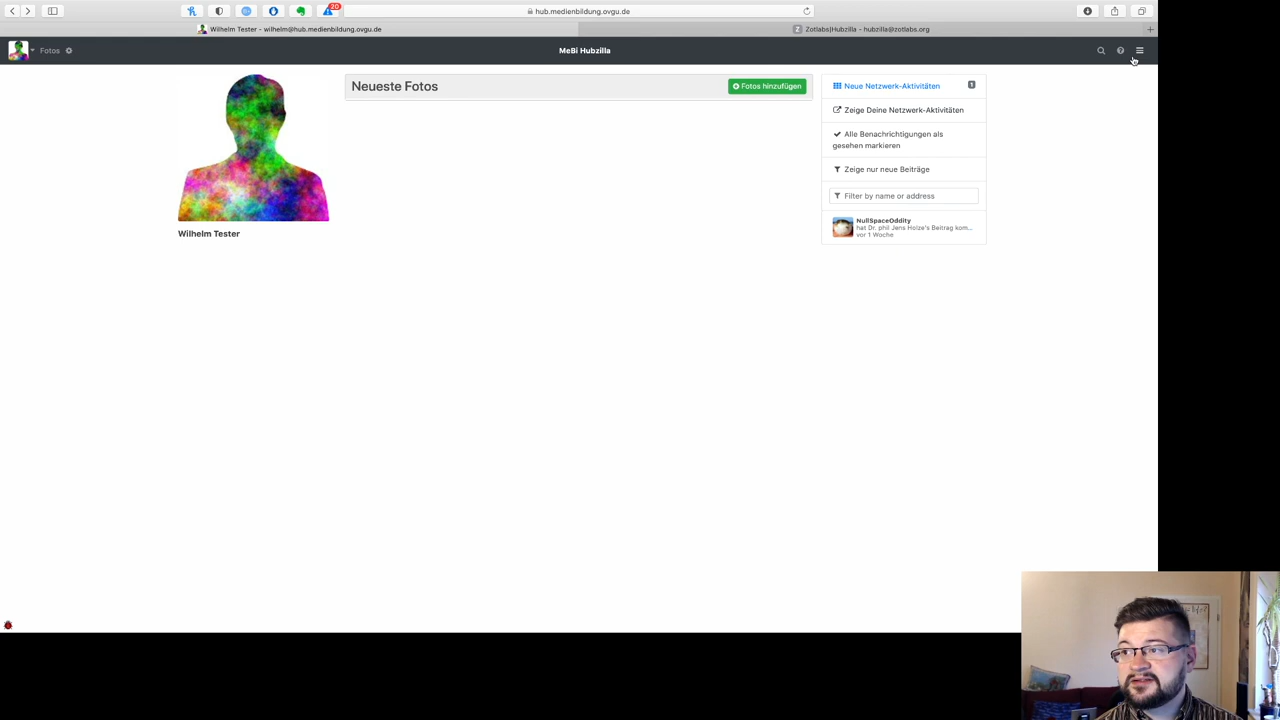 20
hub.medienbildung.ovgu.de
Wilhelm Tester - wilhelm@hub.medienbildung.ovgu.de
Z
Zotlabs|Hubzilla - hubzilla@zotlabs.org
Fotos
MeBi Hubzilla
Neueste Fotos
Fotos hinzufügen
Wilhelm Tester
Neue Netzwerk-Aktivitäten
1
Zeige Deine Netzwerk-Aktivitäten
Alle Benachrichtigungen als
gesehen markieren
Zeige nur neue Beiträge
Filter by name or address
NullSpaceOddity
hat Dr. phil Jens Holze's Beitrag kom...
vor 1 Woche